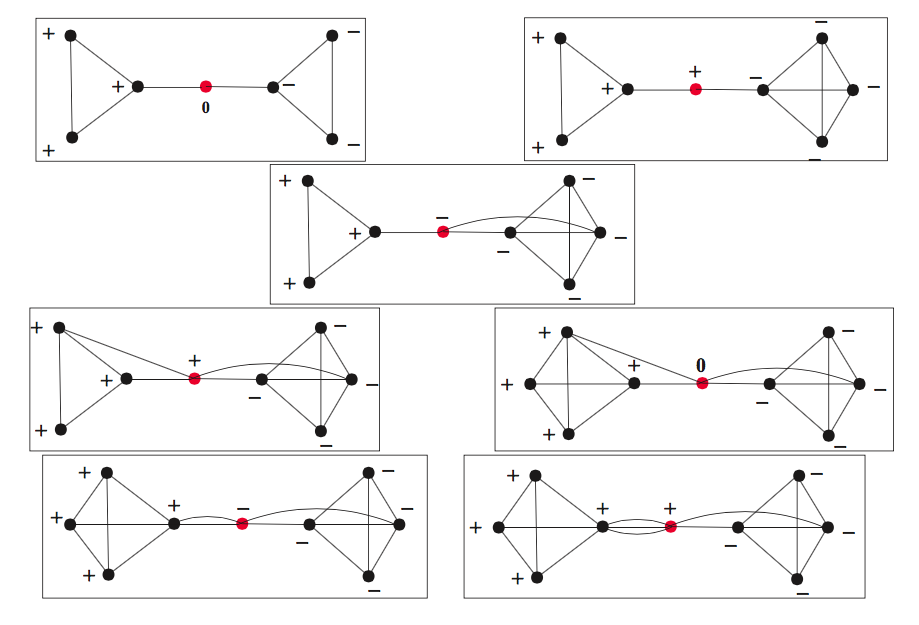 + −
+ 0 −
+ −
+ −
+ + − −
+ −
+ − −
+ − −
+ −
+ + −
+ − −
+ −
+ + 0 −
+ − −
+ −
+ −
+ + − −
+ − −
+ −
+ + + −
+ − −